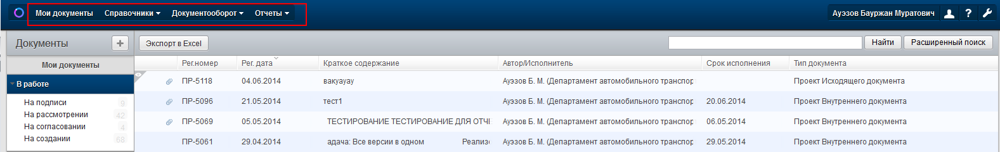 Мои документы Справочники Документооборот Отчеты Ауэзов Бауржан Муратович ?
Документы + Экспорт в Excel Найти Расширенный поиск
Мои документы Рег.номер Рег. дата Краткое содержание Автор/Исполнитель Срок исполнения Тип документа
В работе ПР-5118 04.06.2014 вакуауау Ауэзов Б. М. (Департамент автомобильного транспор Проект Исходящего документа
На подписи 9 ПР-5096 21.05.2014 тест1 Ауэзов Б. М. (Департамент автомобильного транспор 20.06.2014 Проект Внутреннего документа
На рассмотрении 42 ПР-5069 05.05.2014 ТЕСТИРОВАНИЕ ТЕСТИРОВАНИЕ ДЛЯ ОТЧЕ Ауэзов Б. М. (Департамент автомобильного транспор 06.05.2014 Проект Внутреннего документа
На согласовании 4
На создании 68 ПР-5061 29.04.2014 адача: Все версии в одном Реализо Ауэзов Б. М. (Департамент автомобильного транспор 29.05.2014 Проект Внутреннего документа